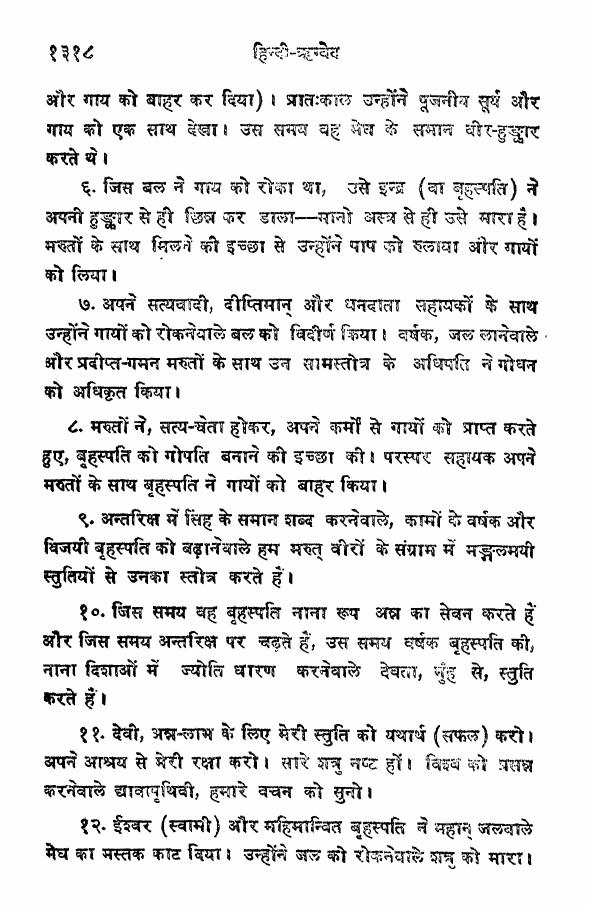 १३१८ हिन्दी-ऋग्वेद
और गाय को बाहर कर दिया)। प्रातःकाल उन्होंने पूजनीय सूर्य और
गाय को एक साथ देखा। उस समय वह मेघ के समान वीर-हुङ्कार
करते थे।
६. जिस बल ने गाय को रोका था, उसे इन्द्र (वा बृहस्पति) ने
अपनी हुङ्कार से ही छिन्न कर डाला—मानो अस्त्र से ही उसे मारा है।
मरुतों के साथ मिलने की इच्छा से उन्होंने पाप को रुलाया और गायों
को लिया।
७. अपने सत्यवादी, दीप्तिमान् और धनदाता सहायकों के साथ
उन्होंने गायों को रोकनेवाले बल को विदीर्ण किया। वर्षक, जल लानेवाले
और प्रदीप्त-गमन मरुतों के साथ उन सामस्तोत्र के अधिपति ने गोधन
को अधिकृत किया।
८. मरुतों ने, सत्य-चेता होकर, अपने कर्मों से गायों को प्राप्त करते
हुए, बृहस्पति को गोपति बनाने की इच्छा की। परस्पर सहायक अपने
मरुतों के साथ बृहस्पति ने गायों को बाहर किया।
९. अन्तरिक्ष में सिंह के समान शब्द करनेवाले, कामों के वर्षक और
विजयी बृहस्पति को बढ़ानेवाले हम मरुत् वीरों के संग्राम में मङ्गलमयी
स्तुतियों से उनका स्तोत्र करते हैं।
१०. जिस समय वह बृहस्पति नाना रूप अन्न का सेवन करते हैं
और जिस समय अन्तरिक्ष पर चढ़ते हैं, उस समय वर्षक बृहस्पति की,
नाना दिशाओं में ज्योति धारण करनेवाले देवता, मुंह से, स्तुति
करते हैं।
११. देवो, अन्न-लाभ के लिए मेरी स्तुति को यथार्थ (सफल) करो।
अपने आश्रय से मेरी रक्षा करो। सारे शत्रु नष्ट हों। विश्व को प्रसन्न
करनेवाले द्यावापृथिवी, हमारे वचन को सुनो।
१२. ईश्वर (स्वामी) और महिमान्वित बृहस्पति ने महान् जलवाले
मेघ का मस्तक काट दिया। उन्होंने जल को रोकनेवाले शत्रु को मारा।